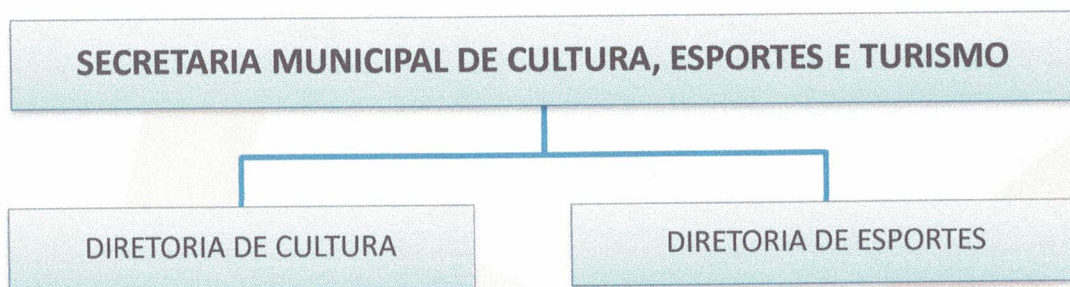 SECRETARIA MUNICIPAL DE CULTURA, ESPORTES E TURISMO
DIRETORIA DE CULTURA
DIRETORIA DE ESPORTES